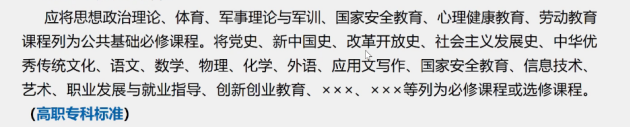 应将思想政治理论、体育、军事理论与军训、国家安全教育、心理健康教育、劳动教育
课程列为公共基础必修课程。将党史、新中国史、改革开放史、社会主义发展史、中华优
秀传统文化、语文、数学、物理、化学、外语、应用文写作、国家安全教育、信息技术、
艺术、职业发展与就业指导、创新创业教育、×××、×××等列为必修课程或选修课程。
（高职专科标准）